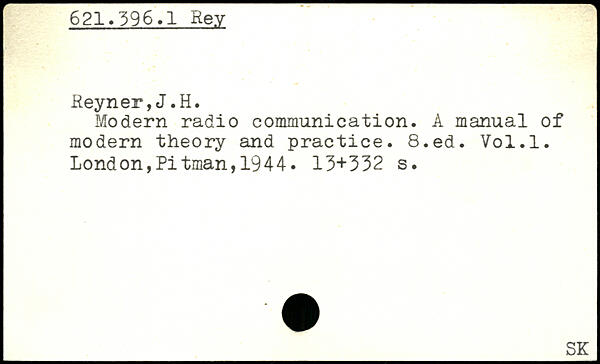 621.396.1 Rey
Reyner,J.H.
Modern radio communication. A manual of
modern theory and practice. 8.ed. Vol.1.
London,Pitman,1944. 13+332 s.
SK